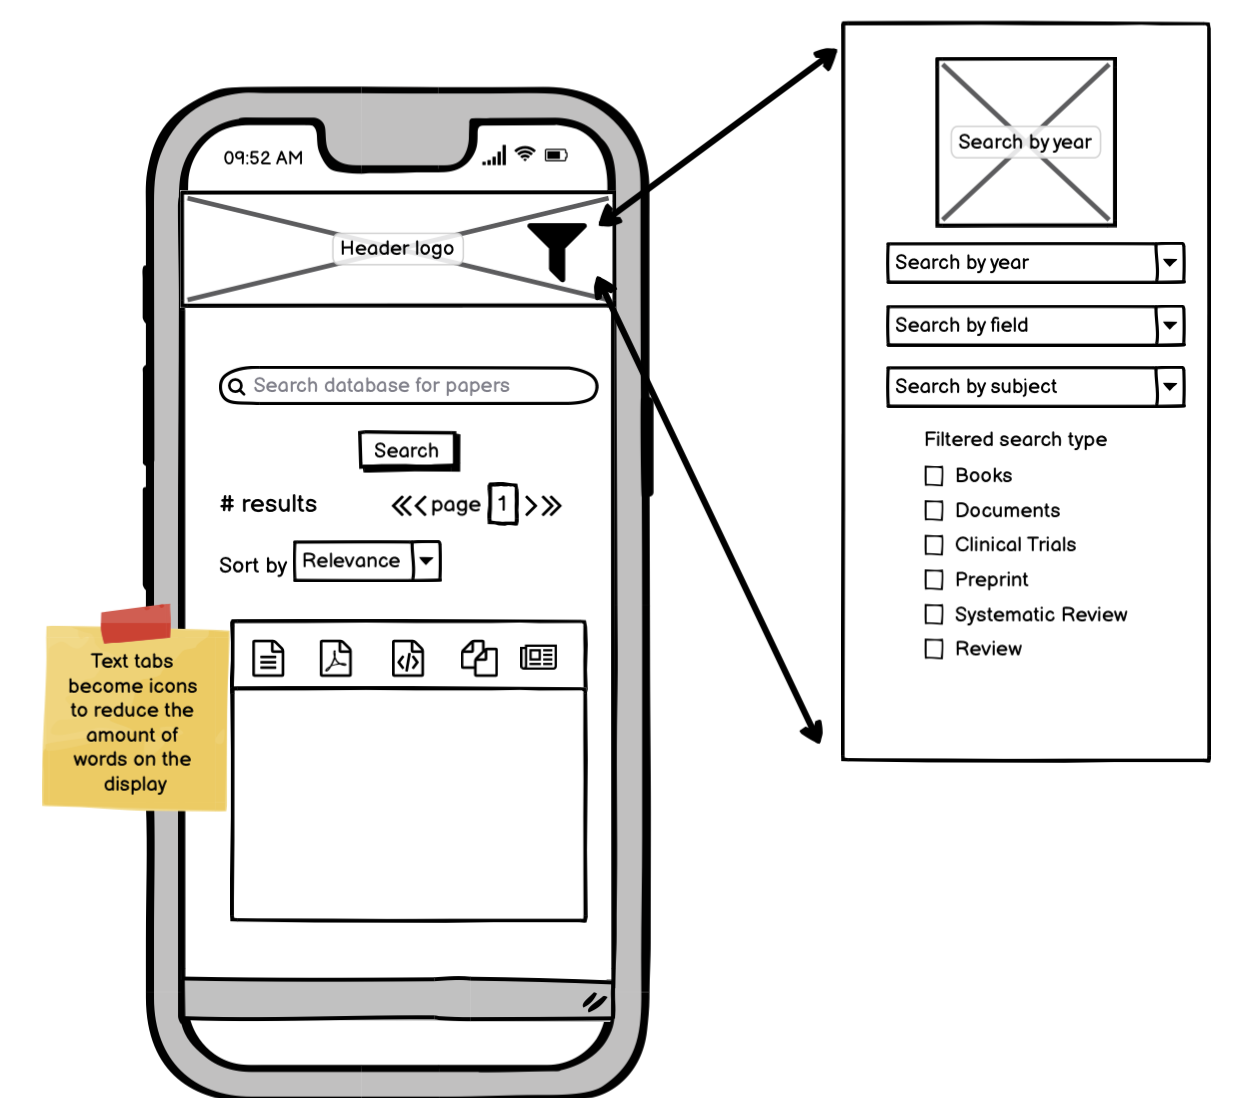 09:52 AM
Header logo
Search database for papers
Search
# results
page 1
Sort by Relevance
Text tabs
become icons
to reduce the
amount of
words on the
display
Search by year
Search by year
Search by field
Search by subject
Filtered search type
Books
Documents
Clinical Trials
Preprint
Systematic Review
Review